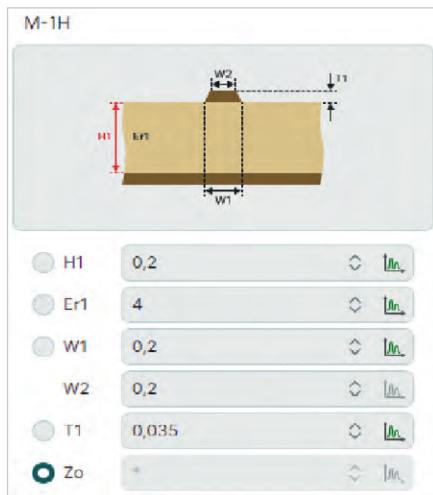 M-1H
W2
T1
H1
Er1
W1
H1 0,2
Er1 4
W1 0,2
W2 0,2
T1 0,035
Zo *